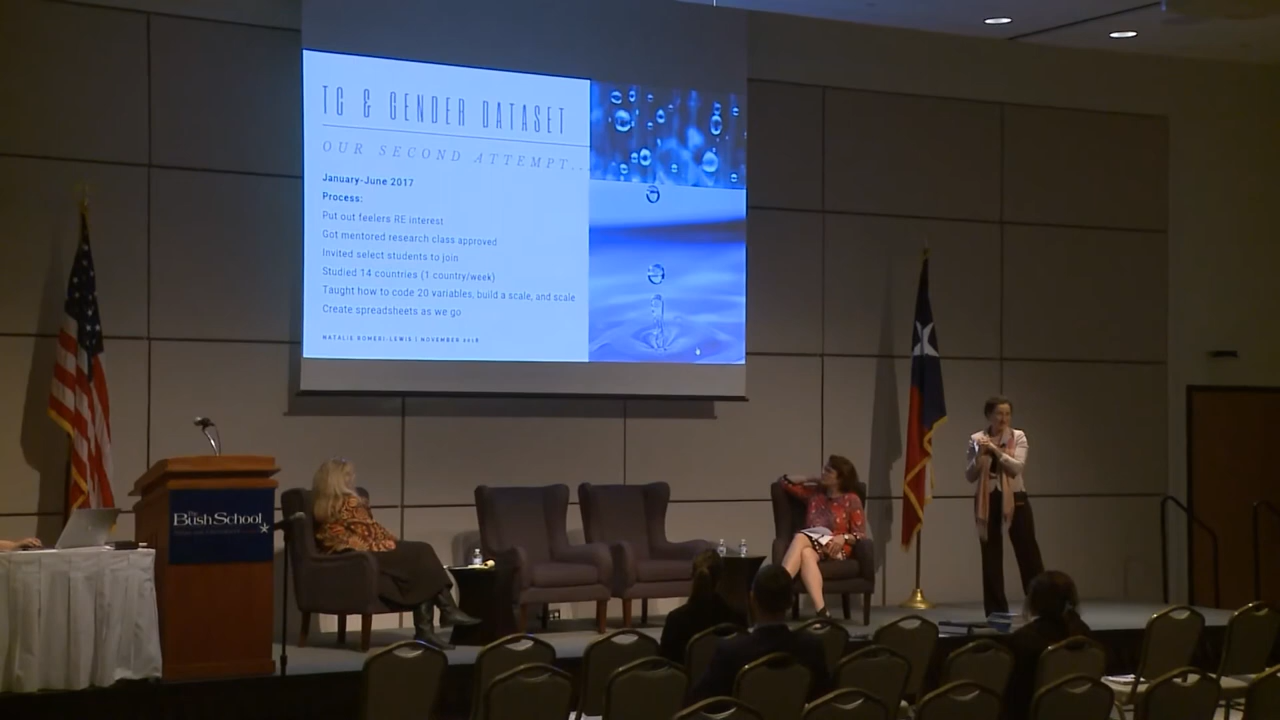 TC & GENDER DATASET
OUR SECOND ATTEMPT...
January-June 2017
Process:
Put out feelers RE interest
Got mentored research class approved
Invited select students to join
Studied 14 countries (1 country/week)
Taught how to code 20 variables, build a scale, and scale
Create spreadsheets as we go
NATALIE ROMERI-LEWIS | NOVEMBER 2018
The
Bush School